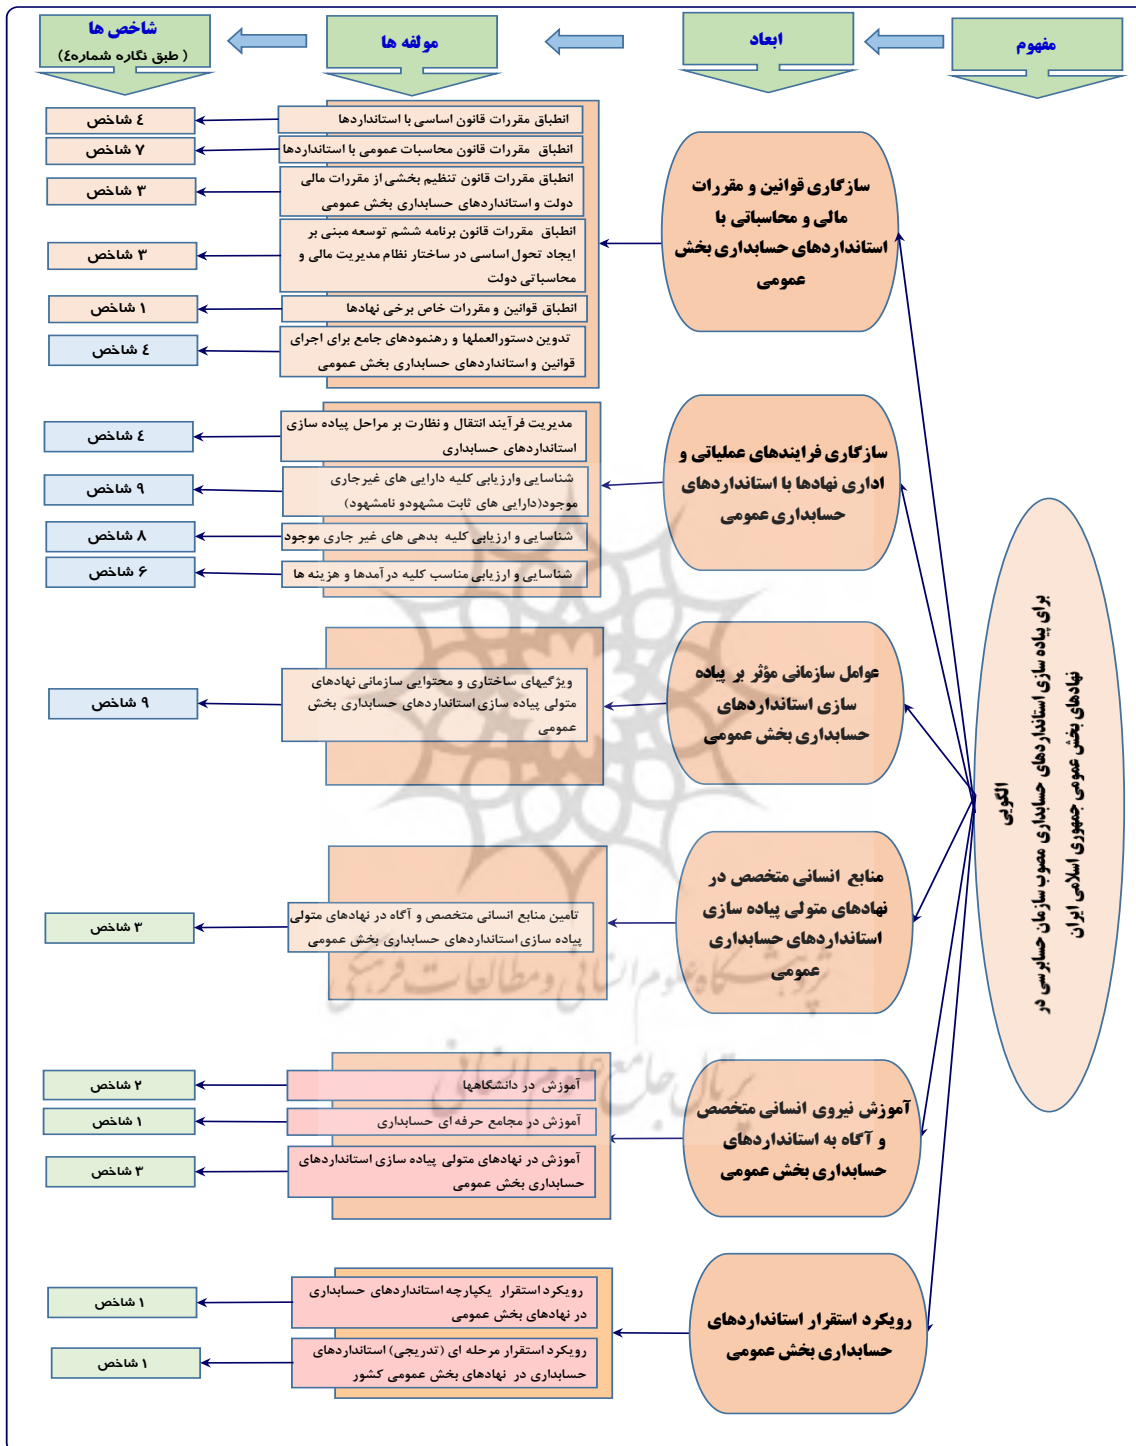 مفهوم
ابعاد
مولفه ها
شاخص ها
( طبق نگاره شماره٤)
الگویی
برای پیاده سازی استانداردهای حسابداری مصوب سازمان حسابرسی در
نهادهای بخش عمومی جمهوری اسلامی ایران
سازگاری قوانین و مقررات
مالی و محاسباتی با
استانداردهای حسابداری بخش
عمومی
انطباق مقررات قانون اساسی با استانداردها
٤ شاخص
انطباق مقررات قانون محاسبات عمومی با استانداردها
۷ شاخص
انطباق مقررات قانون تنظیم بخشی از مقررات مالی
دولت و استانداردهای حسابداری بخش عمومی
۳ شاخص
انطباق مقررات قانون برنامه ششم توسعه مبنی بر
ایجاد تحول اساسی در ساختار نظام مدیریت مالی و
محاسباتی دولت
۳ شاخص
انطباق قوانین و مقررات خاص برخی نهادها
۱ شاخص
تدوین دستورالعملها و رهنمودهای جامع برای اجرای
قوانین و استانداردهای حسابداری بخش عمومی
٤ شاخص
سازگاری فرایندهای عملیاتی و
اداری نهادها با استانداردهای
حسابداری عمومی
مدیریت فرآیند انتقال و نظارت بر مراحل پیاده سازی
استانداردهای حسابداری
٤ شاخص
شناسایی وارزیابی کلیه دارایی های غیرجاری
موجود(دارایی های ثابت مشهودو نامشهود)
۹ شاخص
شناسایی و ارزیابی کلیه بدهی های غیر جاری موجود
۸ شاخص
شناسایی و ارزیابی مناسب کلیه درآمدها و هزینه ها
۶ شاخص
عوامل سازمانی مؤثر بر پیاده
سازی استانداردهای
حسابداری بخش عمومی
ویژگیهای ساختاری و محتوایی سازمانی نهادهای
متولی پیاده سازی استانداردهای حسابداری بخش
عمومی
۹ شاخص
منابع انسانی متخصص در
نهادهای متولی پیاده سازی
استانداردهای حسابداری
عمومی
تامین منابع انسانی متخصص و آگاه در نهادهای متولی
پیاده سازی استانداردهای حسابداری بخش عمومی
۳ شاخص
پژوهشگاه علوم انسانی و مطالعات فرهنگی
پرتال جامع علوم انسانی
آموزش نیروی انسانی متخصص
و آگاه به استانداردهای
حسابداری بخش عمومی
آموزش در دانشگاهها
۲ شاخص
آموزش در مجامع حرفه ای حسابداری
۱ شاخص
آموزش در نهادهای متولی پیاده سازی استانداردهای
حسابداری بخش عمومی
۳ شاخص
رویکرد استقرار استانداردهای
حسابداری بخش عمومی
رویکرد استقرار یکپارچه استانداردهای حسابداری
در نهادهای بخش عمومی
۱ شاخص
رویکرد استقرار مرحله ای (تدریجی) استانداردهای
حسابداری در نهادهای بخش عمومی کشور
۱ شاخص